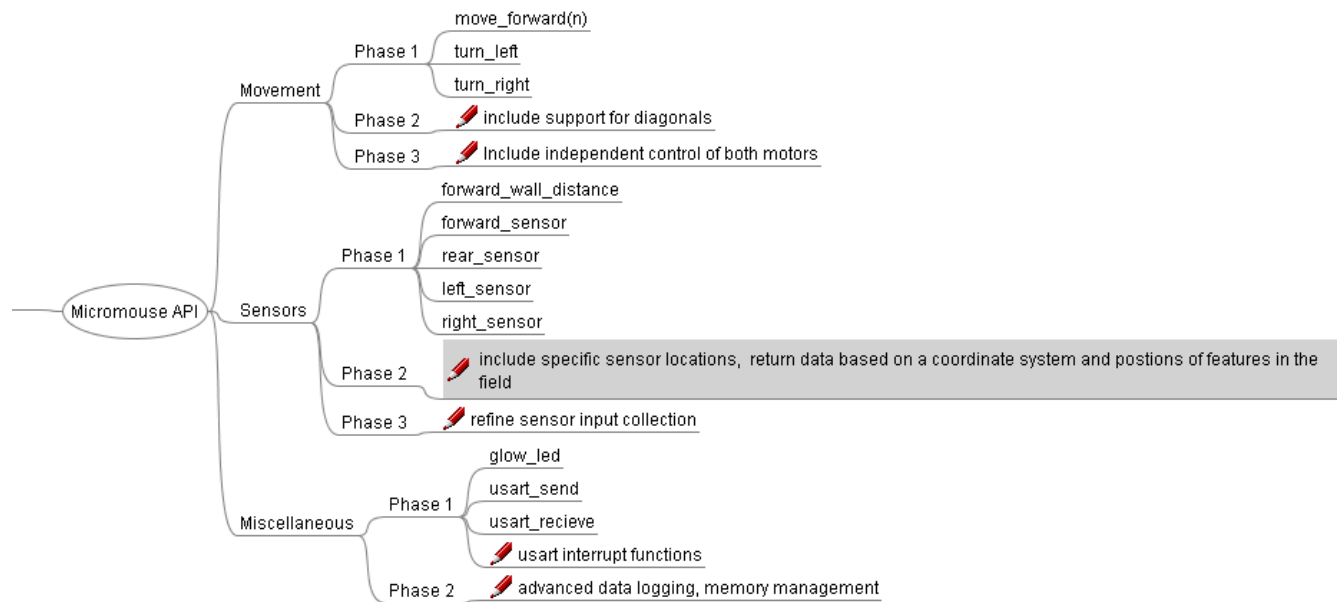 Micromouse API
Movement
Phase 1
move_forward(n)
turn_left
turn_right
Phase 2
include support for diagonals
Phase 3
Include independent control of both motors
Sensors
Phase 1
forward_wall_distance
forward_sensor
rear_sensor
left_sensor
right_sensor
Phase 2
include specific sensor locations, return data based on a coordinate system and postions of features in the
field
Phase 3
refine sensor input collection
Miscellaneous
Phase 1
glow_led
usart_send
usart_recieve
usart interrupt functions
Phase 2
advanced data logging, memory management